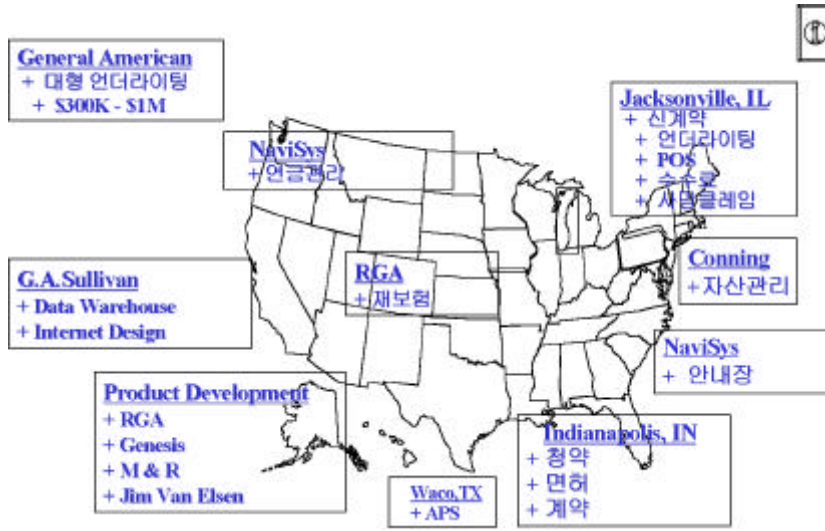 General American
+ 대형 언더라이팅
+ $300K - $1M
NaviSys
+ 연금관리
Jacksonville, IL
+ 신계약
+ 언더라이팅
+ POS
+ 수수료
+ 사망클레임
G.A.Sullivan
+ Data Warehouse
+ Internet Design
RGA
+ 재보험
Conning
+자산관리
NaviSys
+ 안내장
Product Development
+ RGA
+ Genesis
+ M & R
+ Jim Van Elsen
Waco,TX
+ APS
Indianapolis, IN
+ 청약
+ 면허
+ 계약